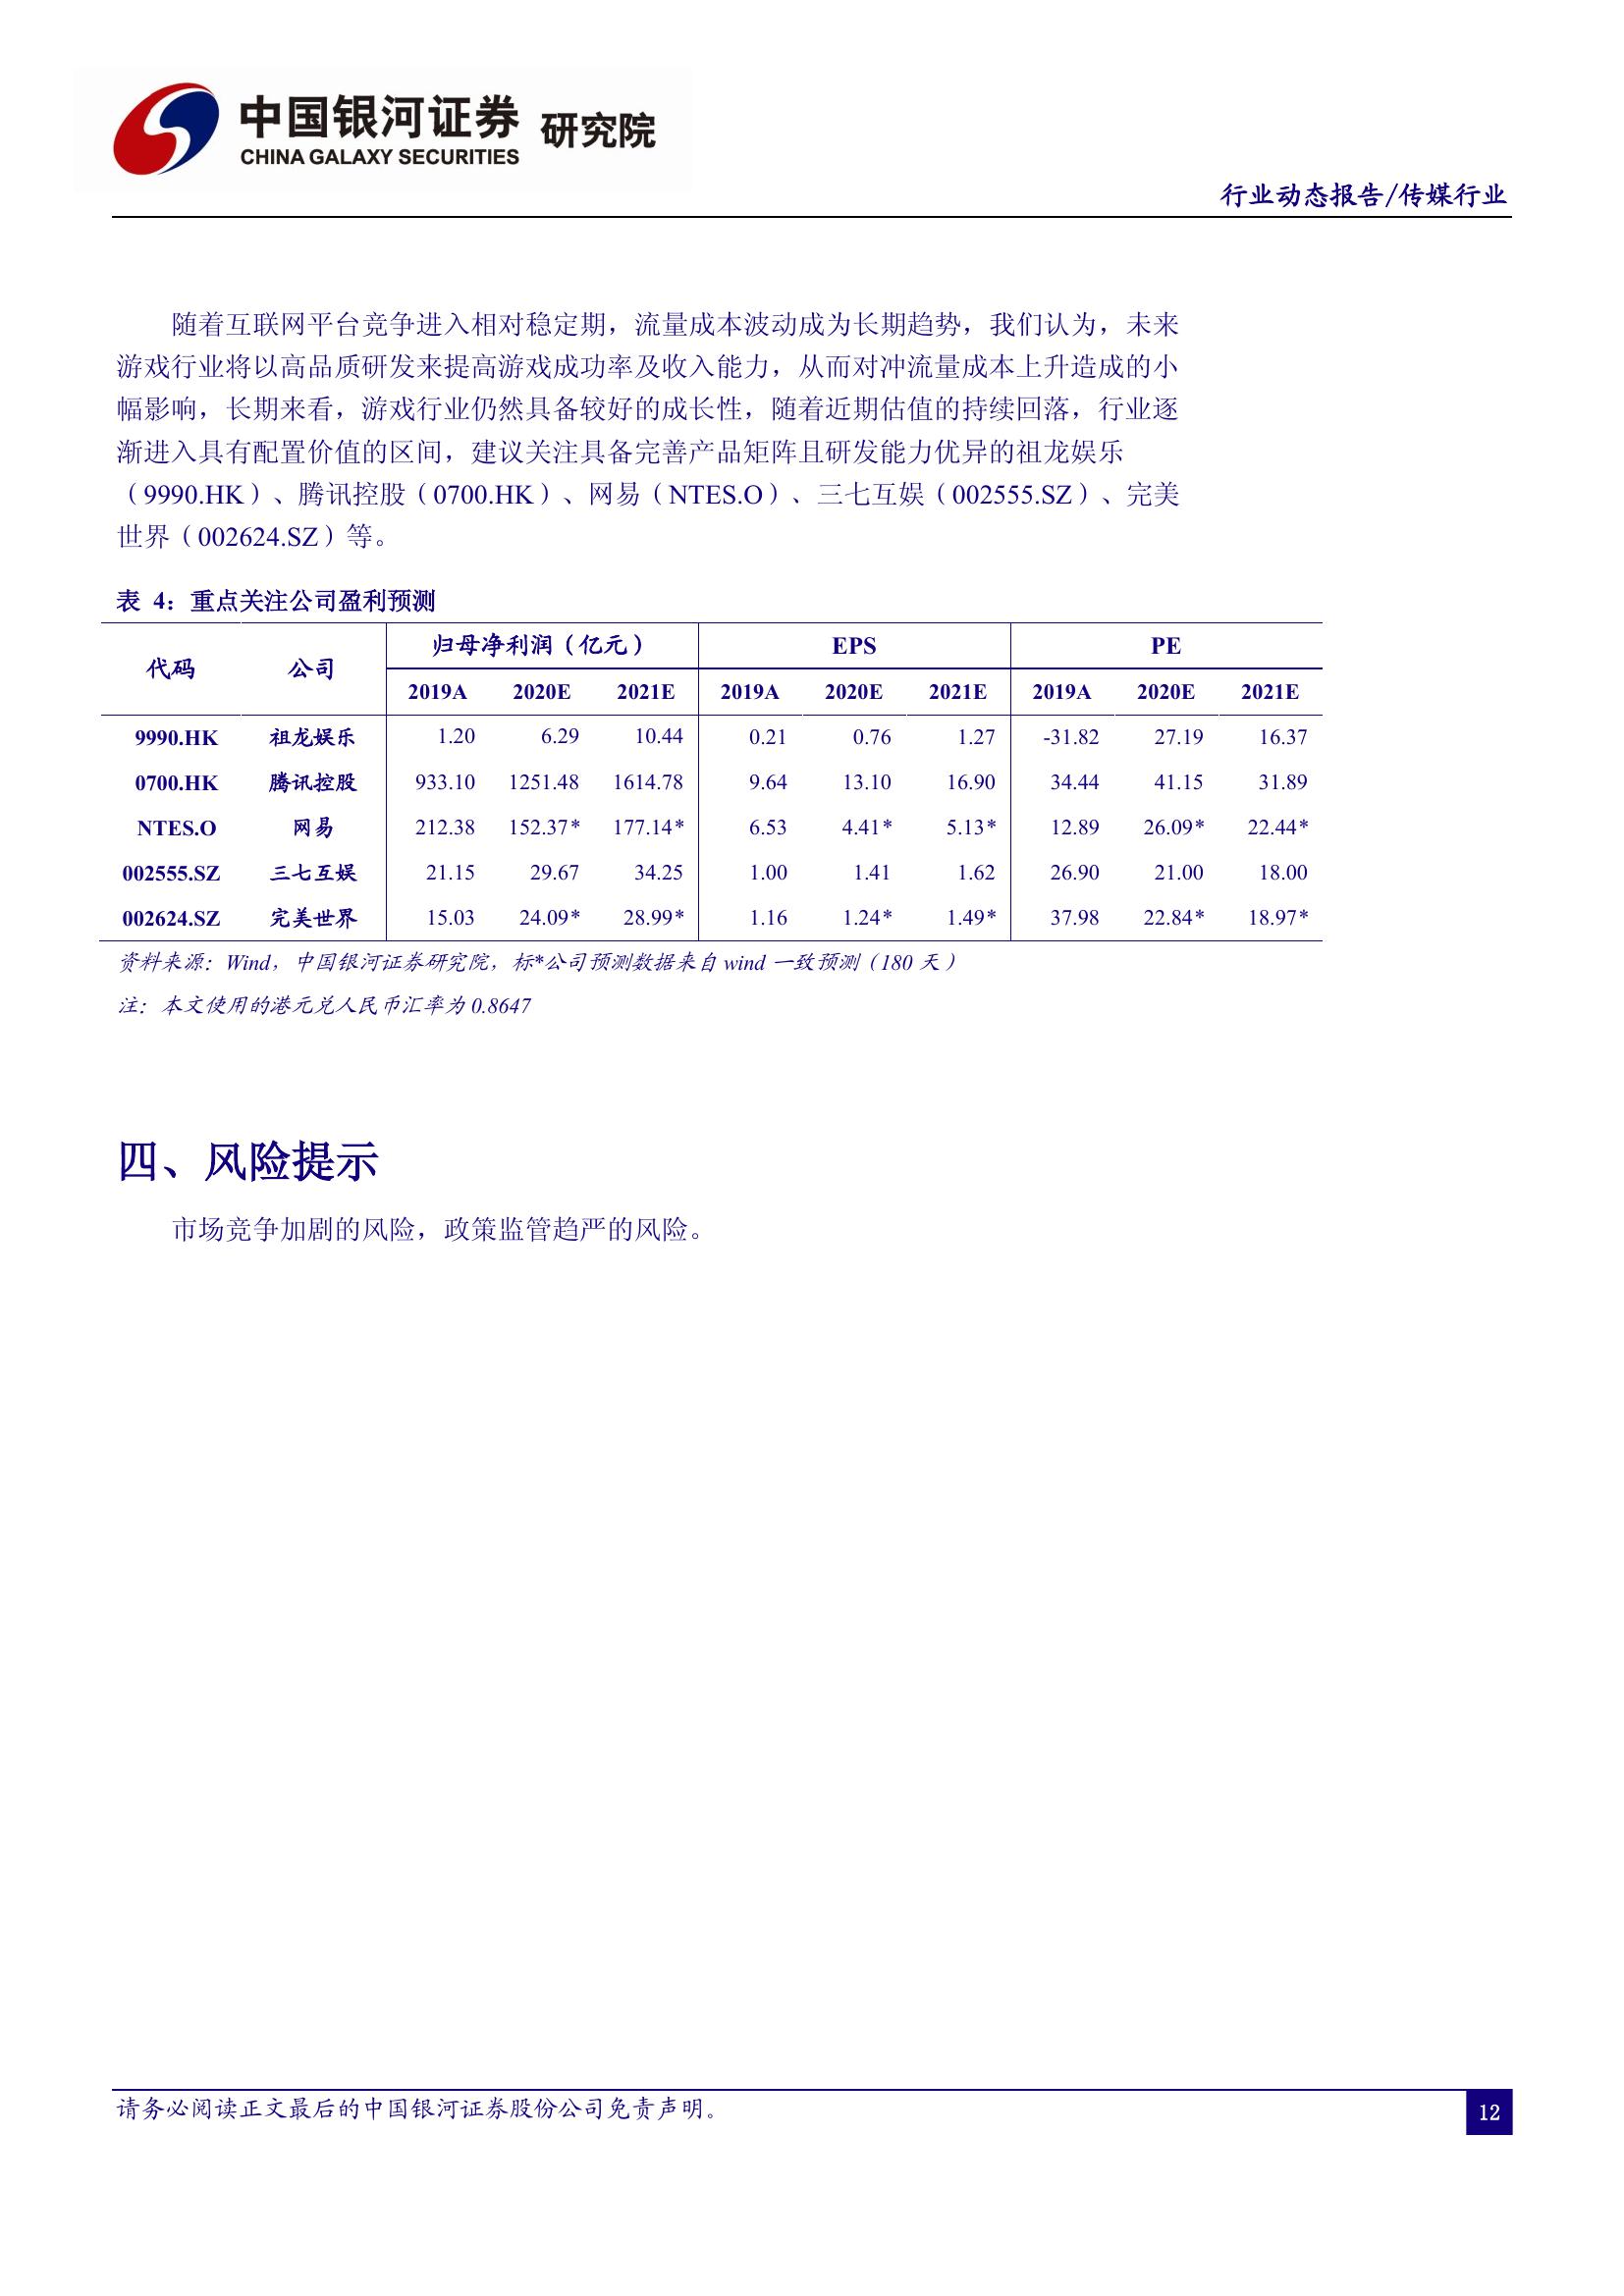 中国银河证券 研究院
CHINA GALAXY SECURITIES
行业动态报告/传媒行业
随着互联网平台竞争进入相对稳定期，流量成本波动成为长期趋势，我们认为，未来
游戏行业将以高品质研发来提高游戏成功率及收入能力，从而对冲流量成本上升造成的小
幅影响，长期来看，游戏行业仍然具备较好的成长性，随着近期估值的持续回落，行业逐
渐进入具有配置价值的区间，建议关注具备完善产品矩阵且研发能力优异的祖龙娱乐
（9990.HK）、腾讯控股（0700.HK）、网易（NTES.O）、三七互娱（002555.SZ）、完美
世界（002624.SZ）等。
表 4：重点关注公司盈利预测
代码 公司 归母净利润（亿元） EPS PE
2019A 2020E 2021E 2019A 2020E 2021E 2019A 2020E 2021E
9990.HK 祖龙娱乐 1.20 6.29 10.44 0.21 0.76 1.27 -31.82 27.19 16.37
0700.HK 腾讯控股 933.10 1251.48 1614.78 9.64 13.10 16.90 34.44 41.15 31.89
NTES.O 网易 212.38 152.37* 177.14* 6.53 4.41* 5.13* 12.89 26.09* 22.44*
002555.SZ 三七互娱 21.15 29.67 34.25 1.00 1.41 1.62 26.90 21.00 18.00
002624.SZ 完美世界 15.03 24.09* 28.99* 1.16 1.24* 1.49* 37.98 22.84* 18.97*
资料来源：Wind，中国银河证券研究院，标*公司预测数据来自 wind 一致预测（180 天）
注：本文使用的港元兑人民币汇率为 0.8647
四、风险提示
市场竞争加剧的风险，政策监管趋严的风险。
请务必阅读正文最后的中国银河证券股份公司免责声明。
12